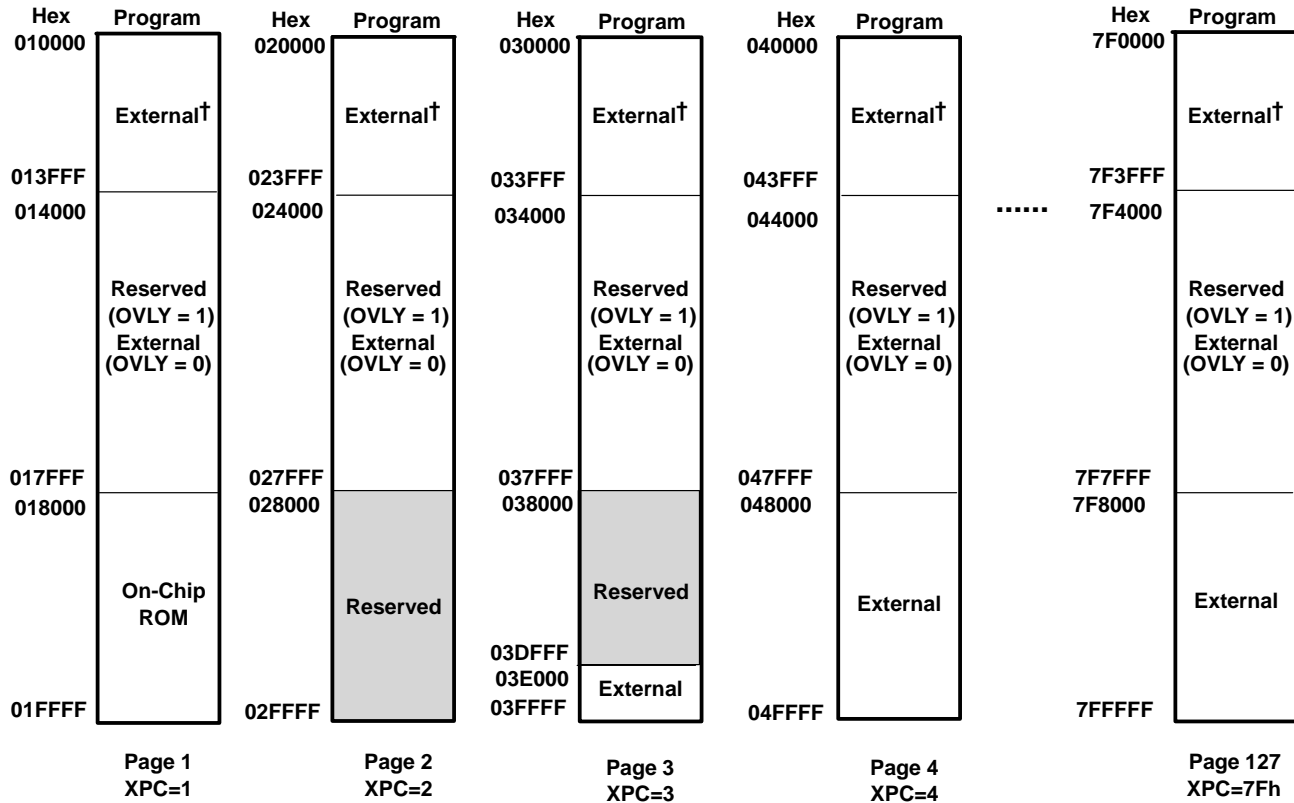 Hex Program
010000
External†
013FFF
014000
Reserved
(OVLY = 1)
External
(OVLY = 0)
017FFF
018000
On-Chip
ROM
01FFFF
Page 1
XPC=1
Hex Program
020000
External†
023FFF
024000
Reserved
(OVLY = 1)
External
(OVLY = 0)
027FFF
028000
Reserved
02FFFF
Page 2
XPC=2
Hex Program
030000
External†
033FFF
034000
Reserved
(OVLY = 1)
External
(OVLY = 0)
037FFF
038000
Reserved
03DFFF
03E000
External
03FFFF
Page 3
XPC=3
Hex Program
040000
External†
043FFF
044000
Reserved
(OVLY = 1)
External
(OVLY = 0)
047FFF
048000
External
04FFFF
Page 4
XPC=4
......
Hex Program
7F0000
External†
7F3FFF
7F4000
Reserved
(OVLY = 1)
External
(OVLY = 0)
7F7FFF
7F8000
External
7FFFFF
Page 127
XPC=7Fh